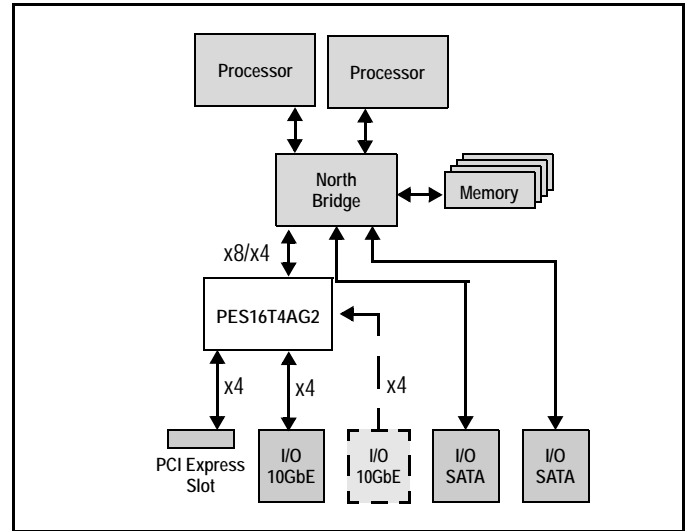 Processor
Processor
North
Bridge
Memory
x8/x4
PES16T4AG2
x4
x4
x4
PCI Express
Slot
I/O
10GbE
I/O
10GbE
I/O
SATA
I/O
SATA